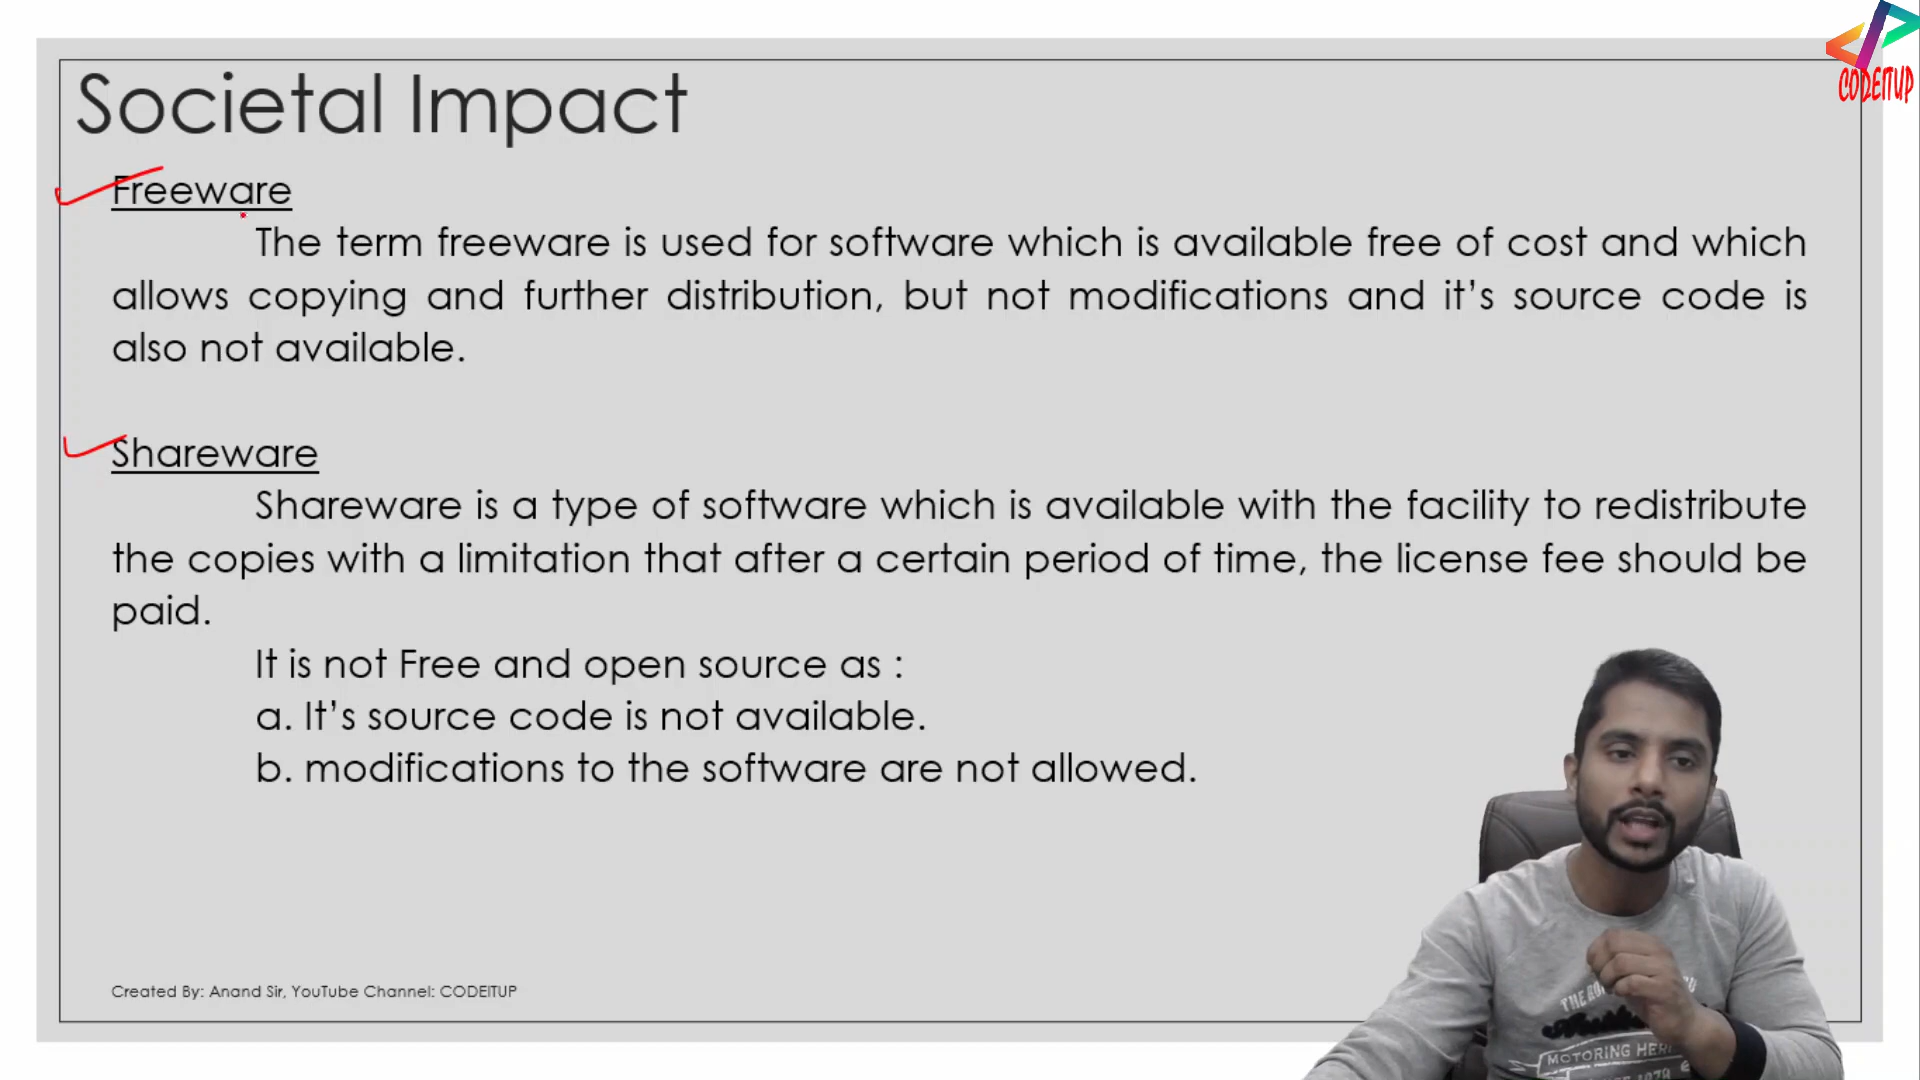 CODEITUP
Societal Impact
Freeware
The term freeware is used for software which is available free of cost and which
allows copying and further distribution, but not modifications and it’s source code is
also not available.
Shareware
Shareware is a type of software which is available with the facility to redistribute
the copies with a limitation that after a certain period of time, the license fee should be
paid.
It is not Free and open source as :
a. It’s source code is not available.
b. modifications to the software are not allowed.
Created By: Anand Sir, YouTube Channel: CODEITUP
MOTORING